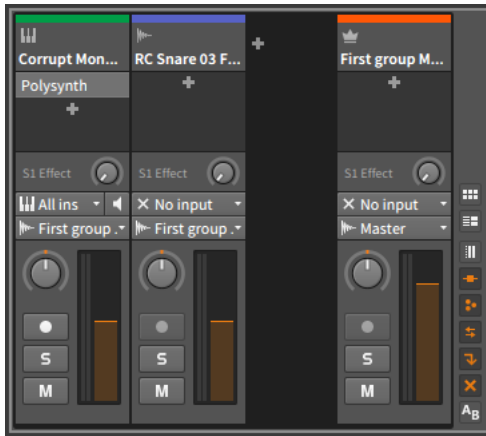 Corrupt Mon...
RC Snare 03 F...
First group M...
Polysynth
S1 Effect
S1 Effect
S1 Effect
All ins
× No input
× No input
First group .
First group .
Master
S
S
S
M
M
M
AB